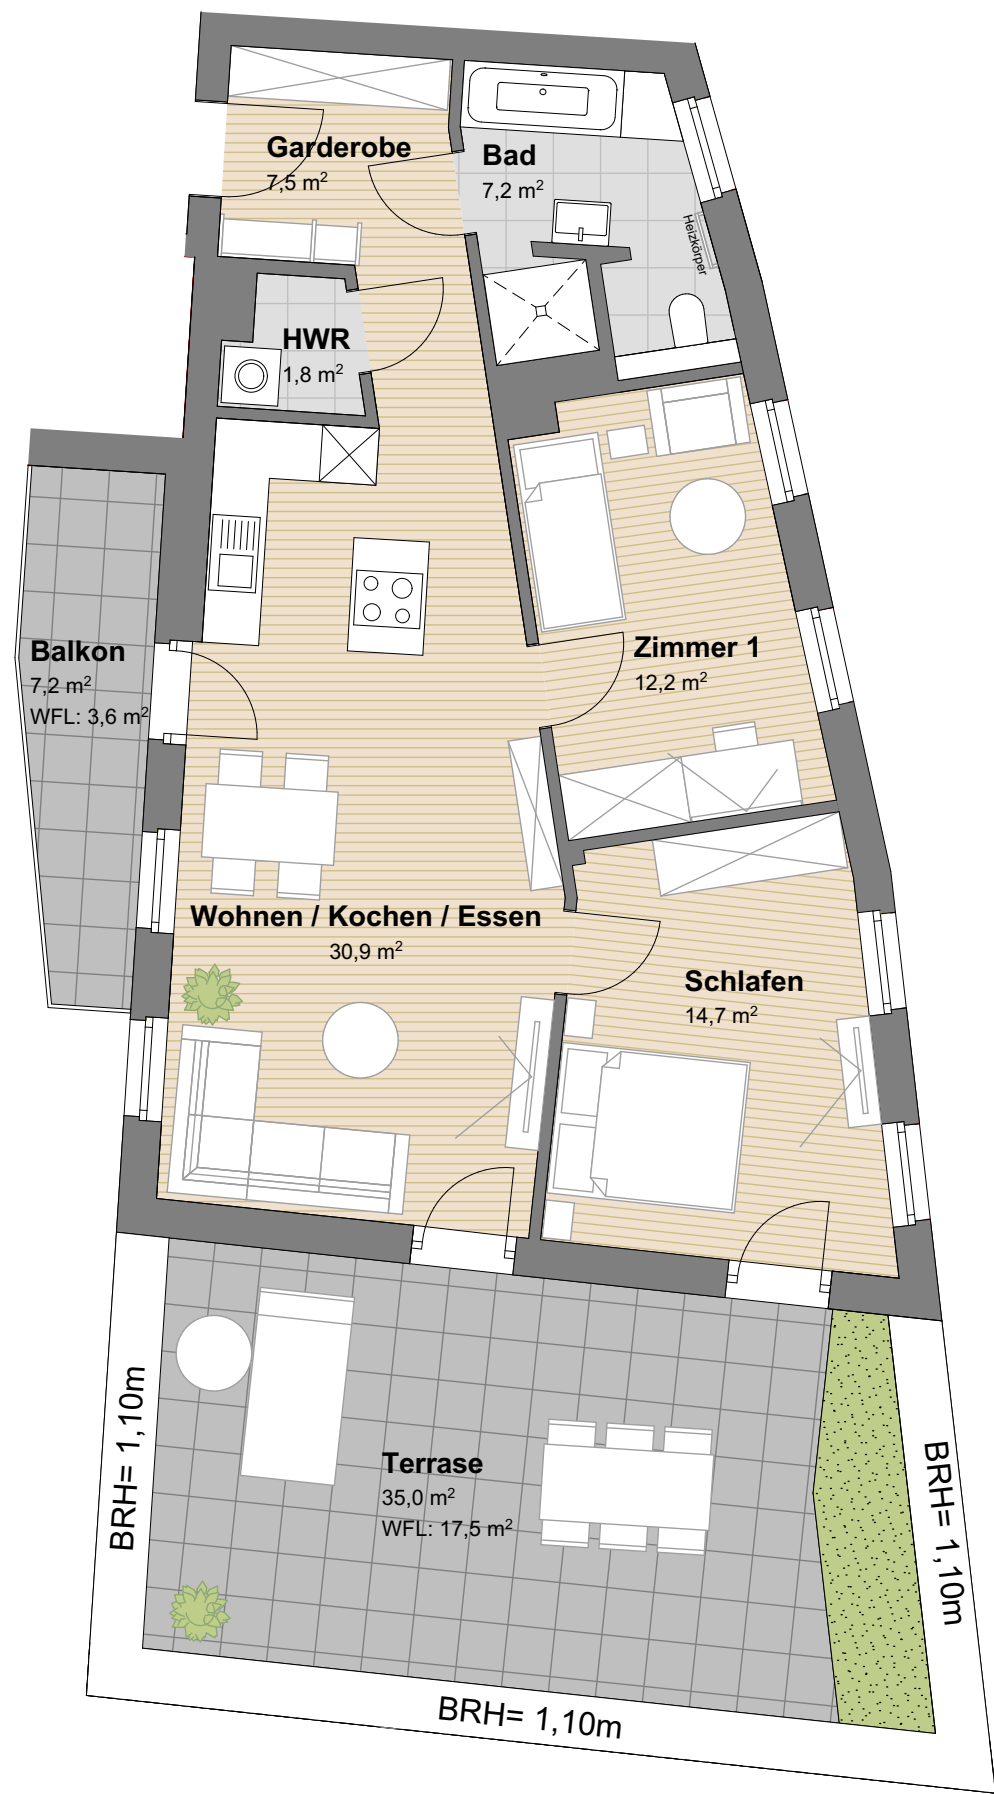 Garderobe
7,5 m²
Bad
7,2 m²
Heizkörper
HWR
1,8 m²
Balkon
7,2 m²
WFL: 3,6 m²
Zimmer 1
12,2 m²
Wohnen / Kochen / Essen
30,9 m²
Schlafen
14,7 m²
BRH= 1,10m
Terrase
35,0 m²
WFL: 17,5 m²
BRH= 1,10m
BRH= 1,10m